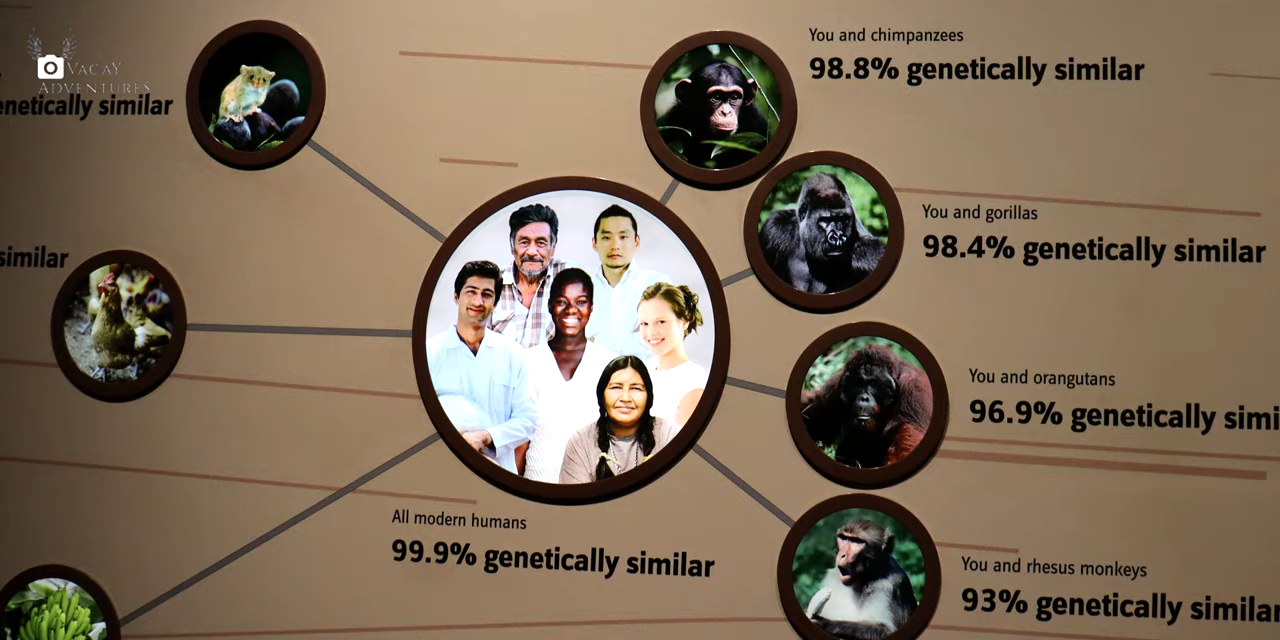 VACAY
ADVENTURES
genetically similar
similar
You and chimpanzees
98.8% genetically similar
You and gorillas
98.4% genetically similar
You and orangutans
96.9% genetically simi
You and rhesus monkeys
93% genetically similar
All modern humans
99.9% genetically similar